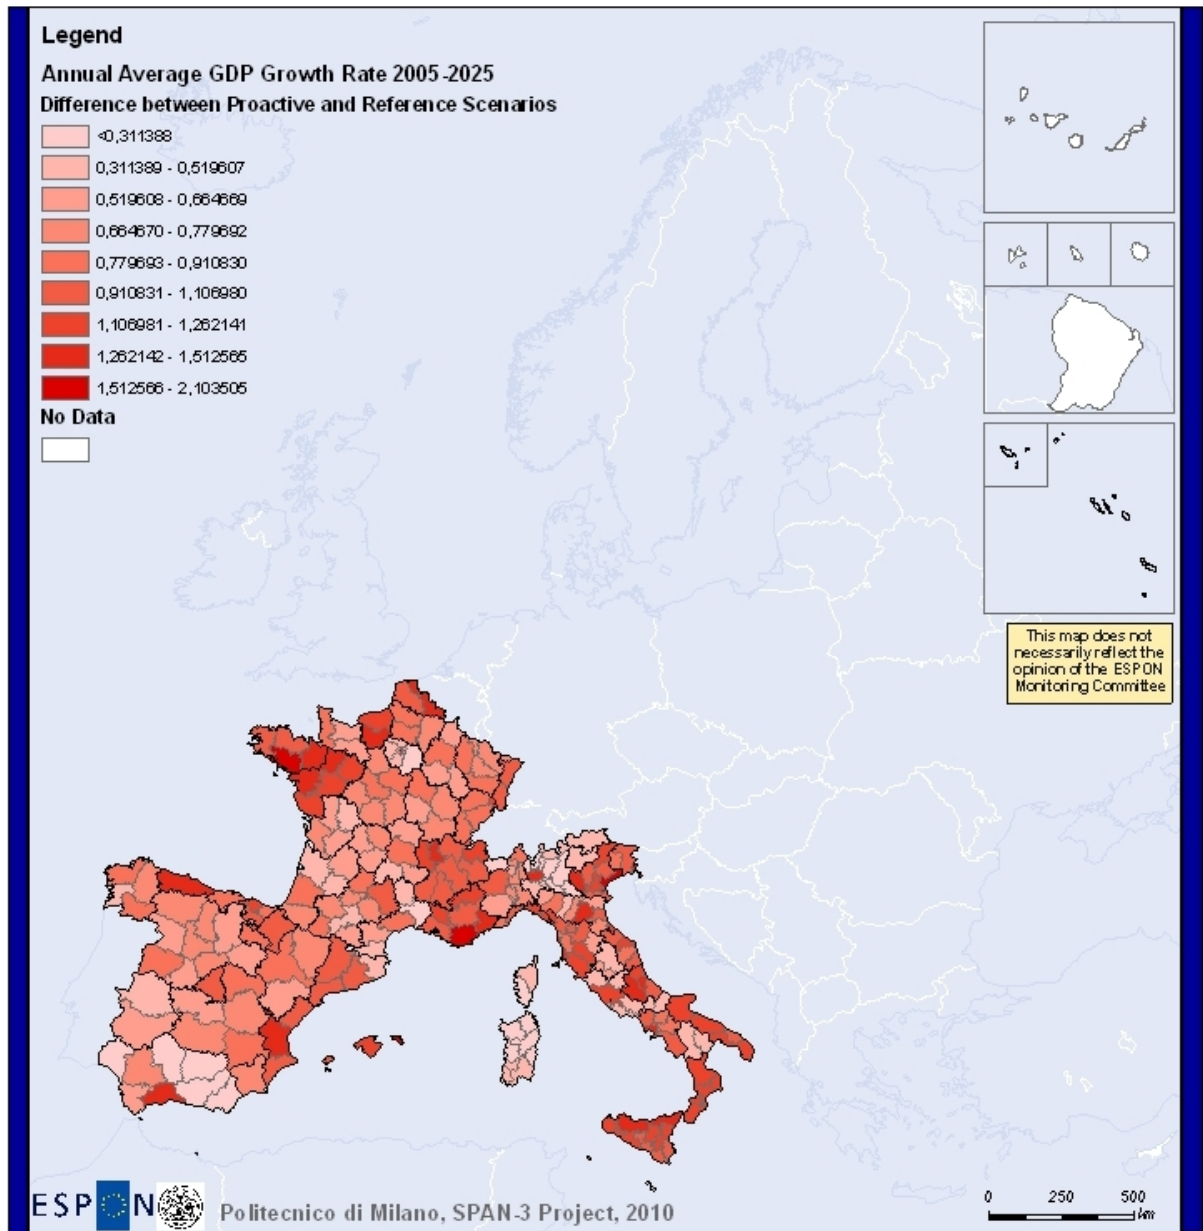 Legend
Annual Average GDP Growth Rate 2005-2025
Difference between Proactive and Reference Scenarios
<0,311388
0,311389 - 0,519607
0,519608 - 0,664669
0,664670 - 0,779692
0,779693 - 0,910830
0,910831 - 1,106980
1,106981 - 1,262141
1,262142 - 1,512565
1,512566 - 2,103505
No Data
This map does not
necessarily reflect the
opinion of the ESPON
Monitoring Committee
ESPON
Politecnico di Milano, SPAN-3 Project, 2010
0 250 500
km